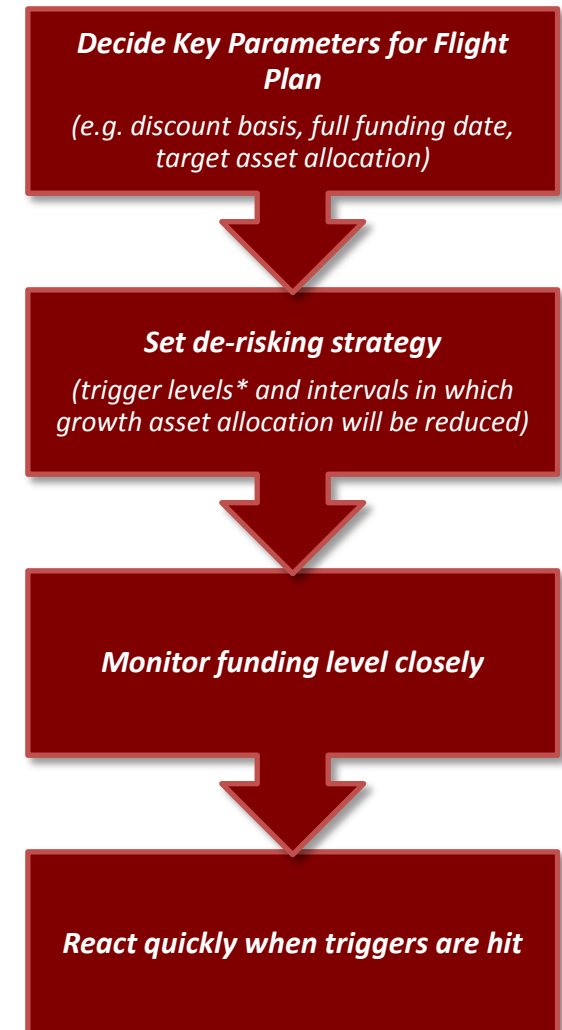 Decide Key Parameters for Flight
Plan
(e.g. discount basis, full funding date,
target asset allocation)
Set de-risking strategy
(trigger levels* and intervals in which
growth asset allocation will be reduced)
Monitor funding level closely
React quickly when triggers are hit